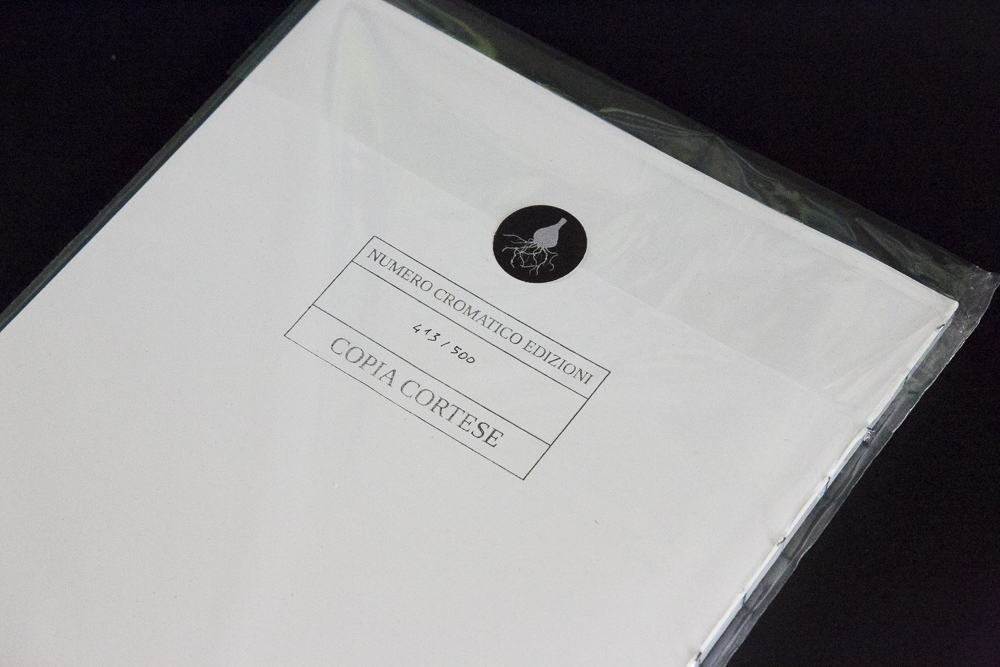 NUMERO CROMATICO EDIZIONI
413 / 500
COPIA CORTESE